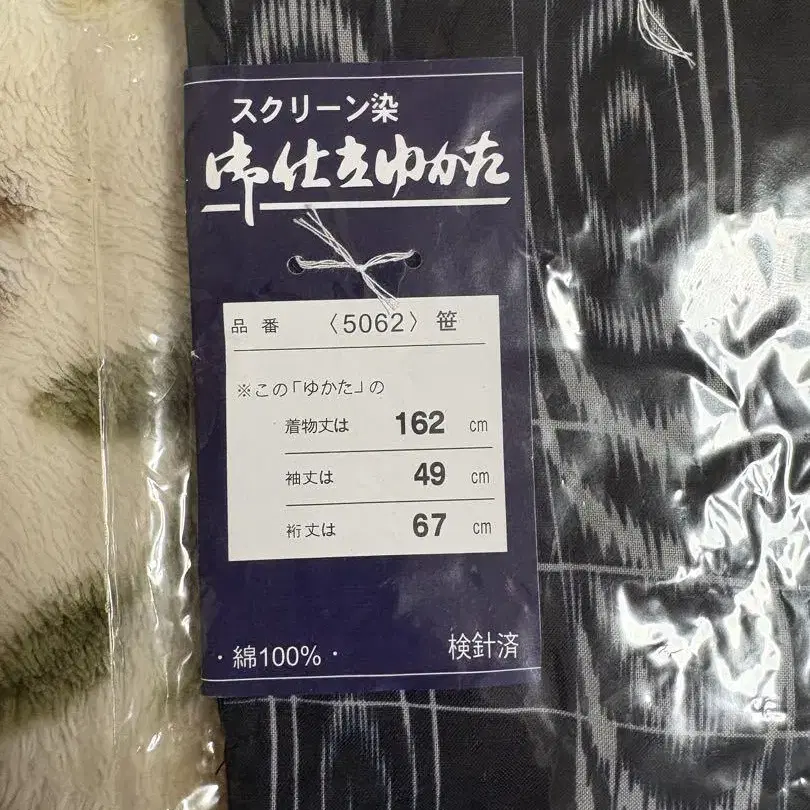 スクリーン染
御仕立ゆかた
品番 〈5062〉 笹
※この「ゆかた」の
着物丈は 162 cm
袖丈は 49 cm
裄丈は 67 cm
・綿100%・ 検針済